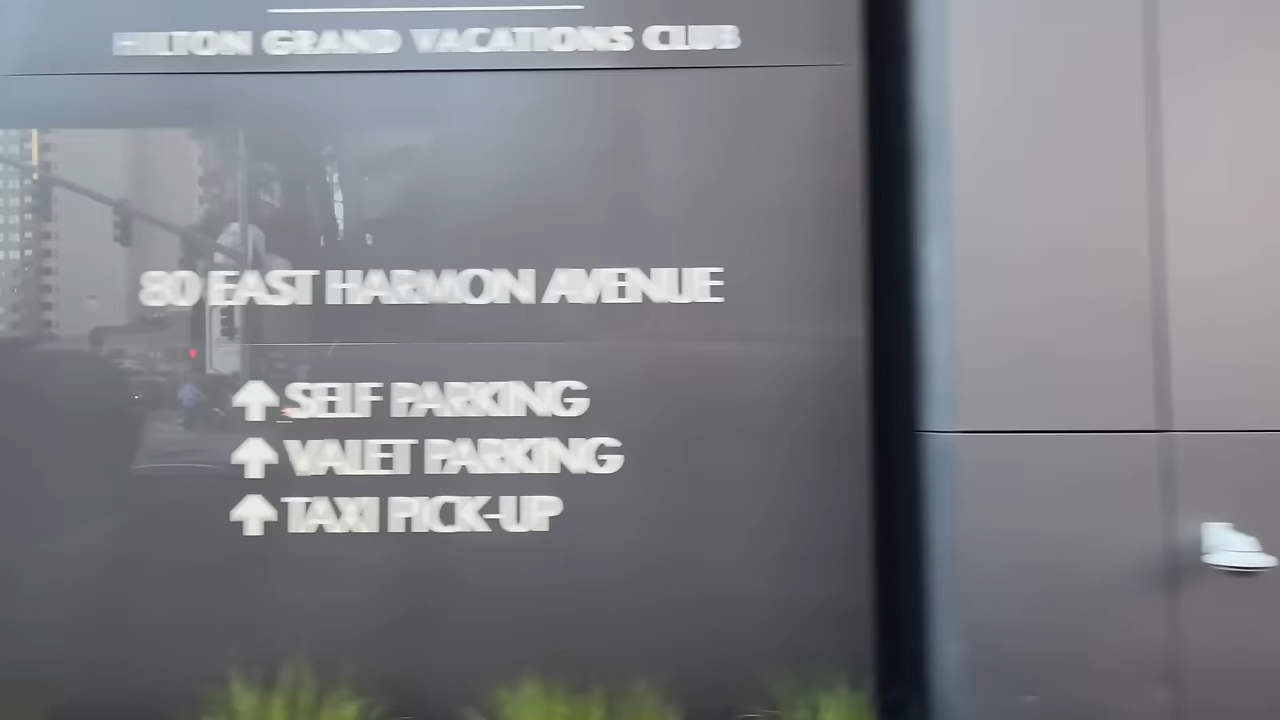 HILTON GRAND VACATIONS CLUB
80 EAST HARMON AVENUE
SELF PARKING
VALET PARKING
TAXI PICK-UP